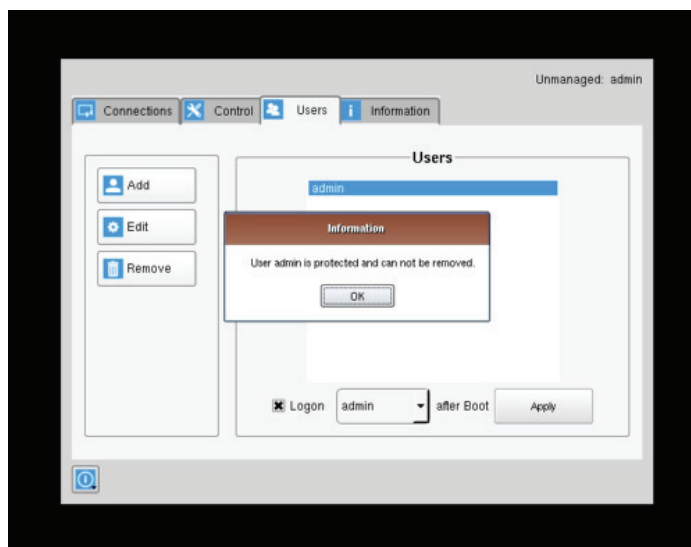 Unmanaged: admin
Connections Control Users Information
Users
Add
admin
Edit
Information
Remove
User admin is protected and can not be removed.
OK
Logon admin after Boot Apply